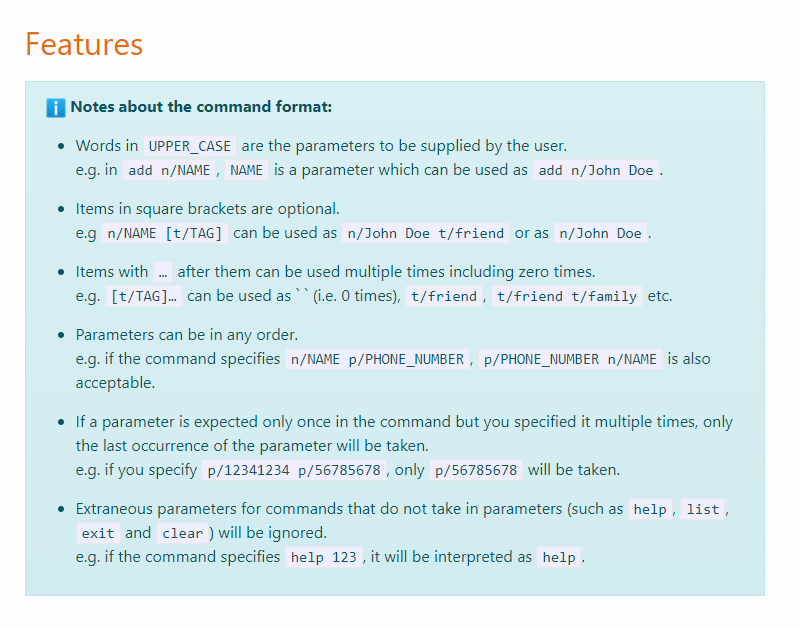 Features
Notes about the command format:
Words in UPPER_CASE are the parameters to be supplied by the user.
e.g. in add n/NAME, NAME is a parameter which can be used as add n/John Doe.
Items in square brackets are optional.
e.g n/NAME [t/TAG] can be used as n/John Doe t/friend or as n/John Doe.
Items with … after them can be used multiple times including zero times.
e.g. [t/TAG]… can be used as ` ` (i.e. 0 times), t/friend, t/friend t/family etc.
Parameters can be in any order.
e.g. if the command specifies n/NAME p/PHONE_NUMBER, p/PHONE_NUMBER n/NAME is also
acceptable.
If a parameter is expected only once in the command but you specified it multiple times, only
the last occurrence of the parameter will be taken.
e.g. if you specify p/12341234 p/56785678, only p/56785678 will be taken.
Extraneous parameters for commands that do not take in parameters (such as help, list,
exit and clear) will be ignored.
e.g. if the command specifies help 123, it will be interpreted as help.